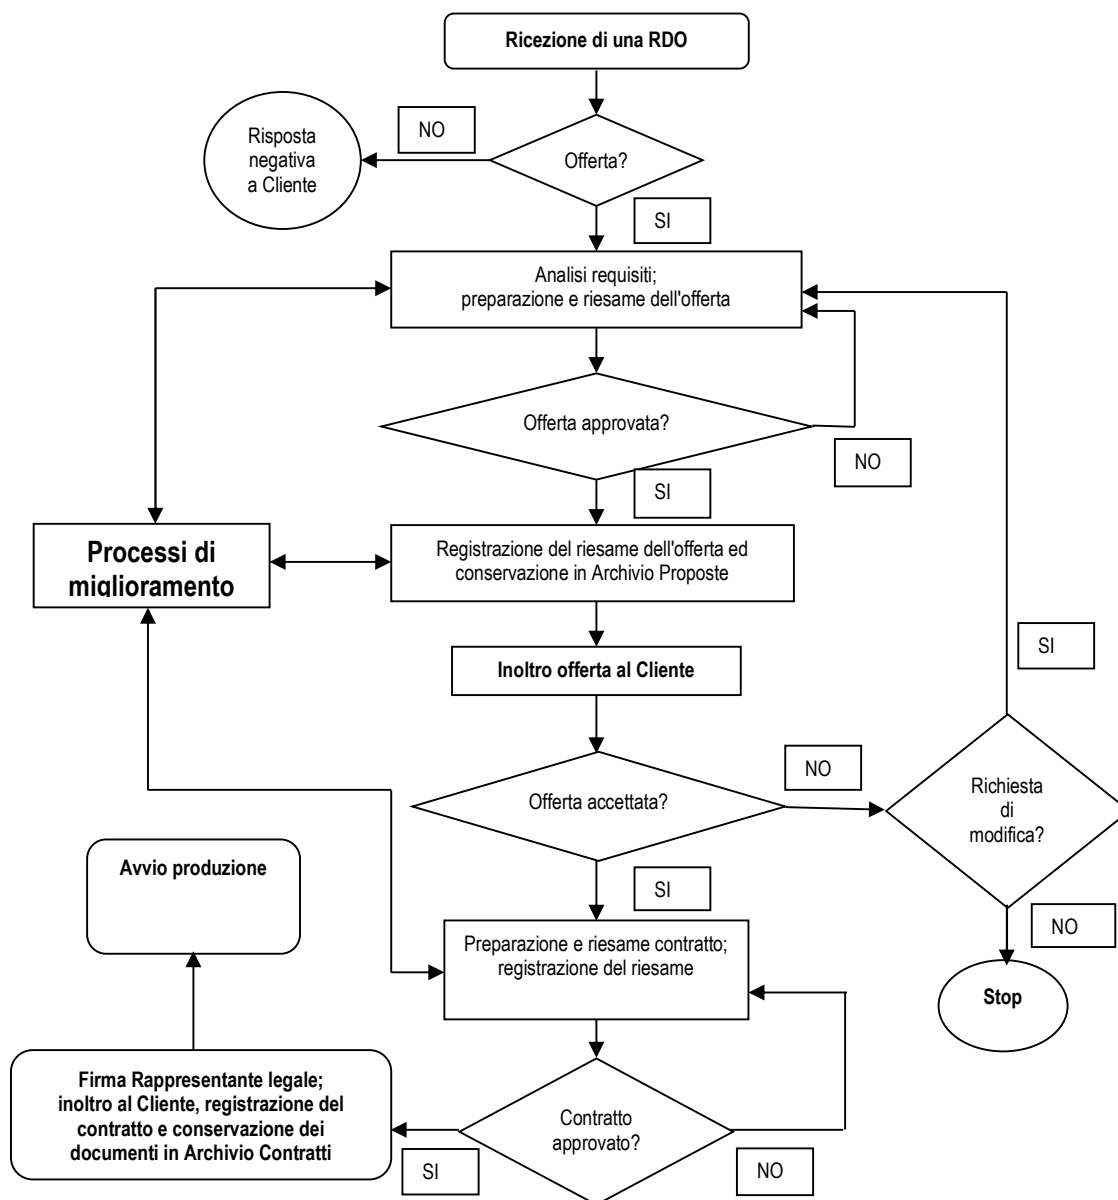 Ricezione di una RDO
NO
Risposta
negativa
a Cliente
Offerta?
SI
Analisi requisiti;
preparazione e riesame dell'offerta
Offerta approvata?
NO
SI
Processi di
miglioramento
Registrazione del riesame dell'offerta ed
conservazione in Archivio Proposte
SI
Inoltro offerta al Cliente
NO
Richiesta
di
modifica?
Offerta accettata?
Avvio produzione
SI
NO
Preparazione e riesame contratto;
registrazione del riesame
Stop
Firma Rappresentante legale;
inoltro al Cliente, registrazione del
contratto e conservazione dei
documenti in Archivio Contratti
Contratto
approvato?
SI
NO